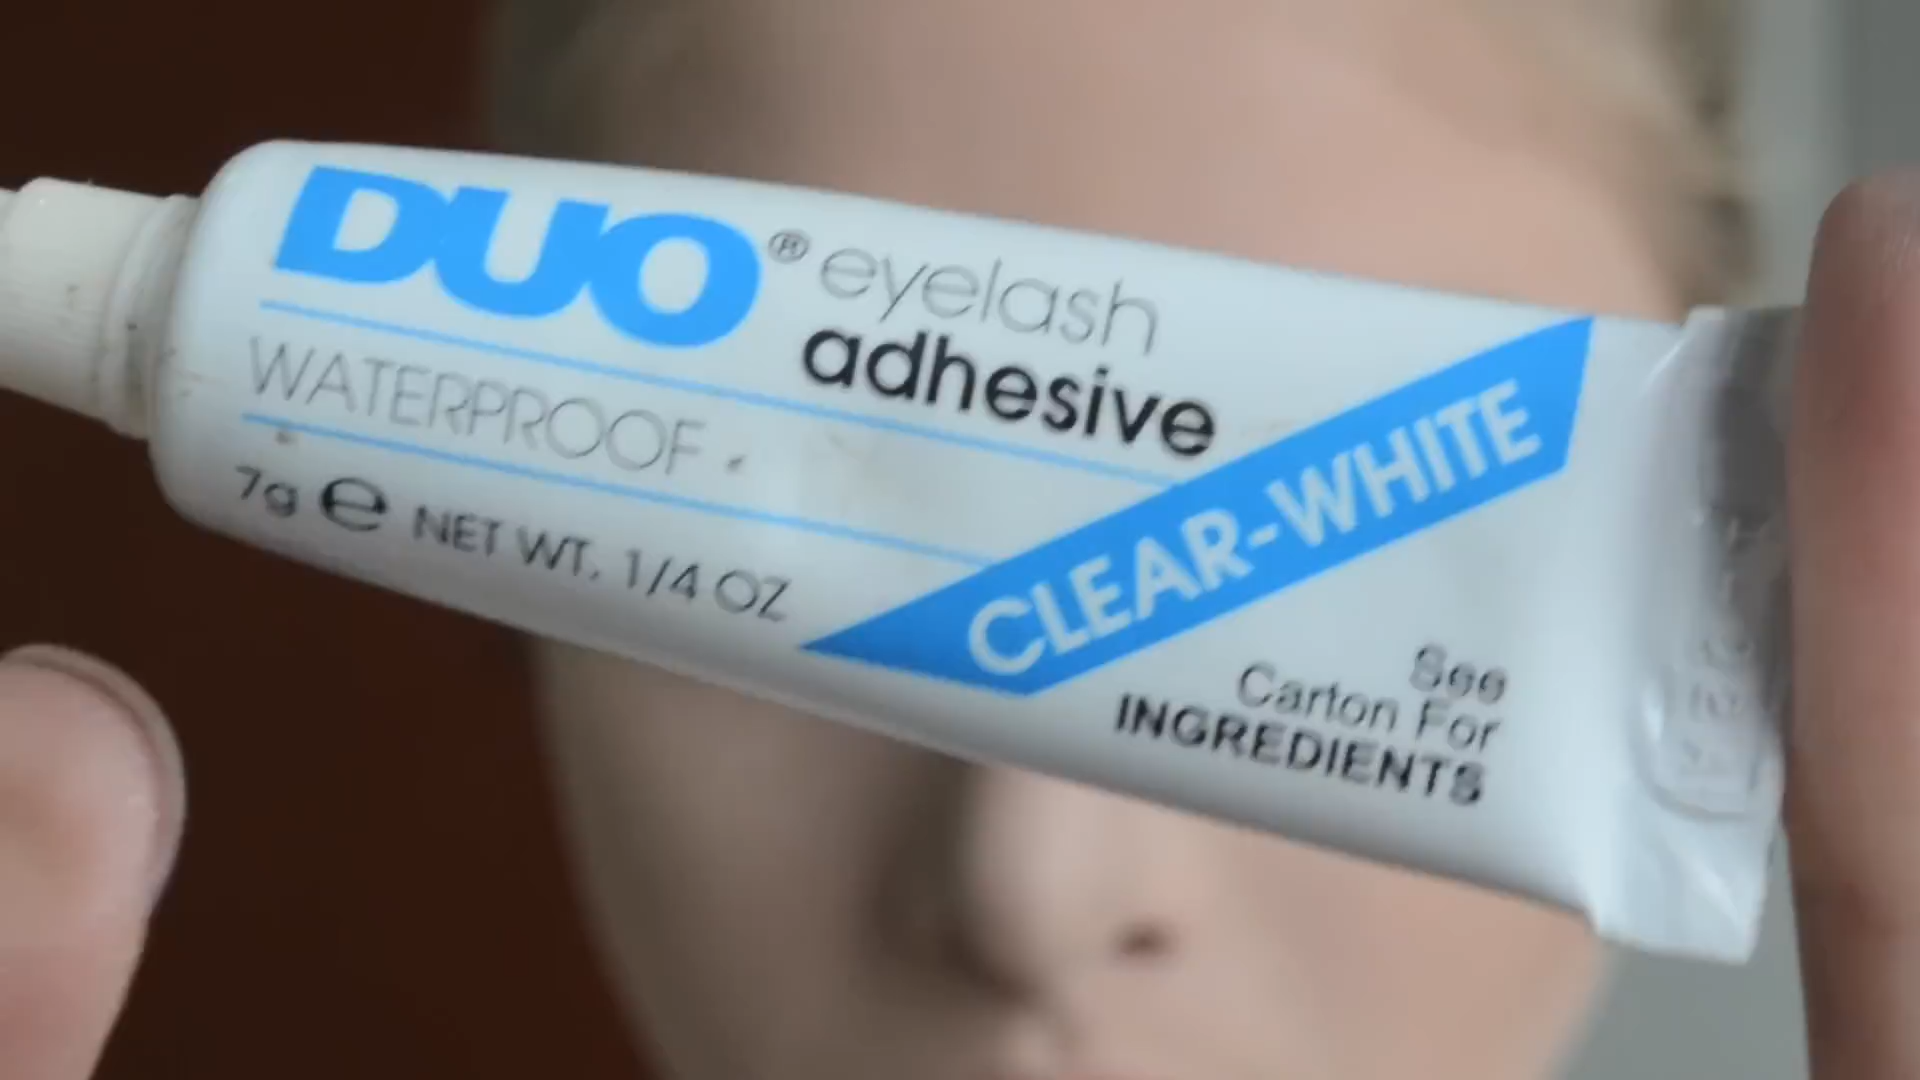 DUO® eyelash
adhesive
WATERPROOF
7g e NET WT. 1/4 OZ
CLEAR-WHITE
See
Carton For
INGREDIENTS